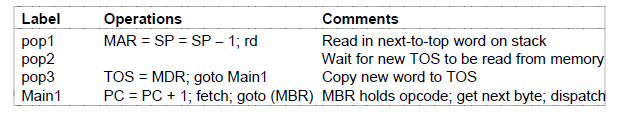 Label Operations Comments
pop1 MAR = SP = SP – 1; rd Read in next-to-top word on stack
pop2 Wait for new TOS to be read from memory
pop3 TOS = MDR; goto Main1 Copy new word to TOS
Main1 PC = PC + 1; fetch; goto (MBR) MBR holds opcode; get next byte; dispatch